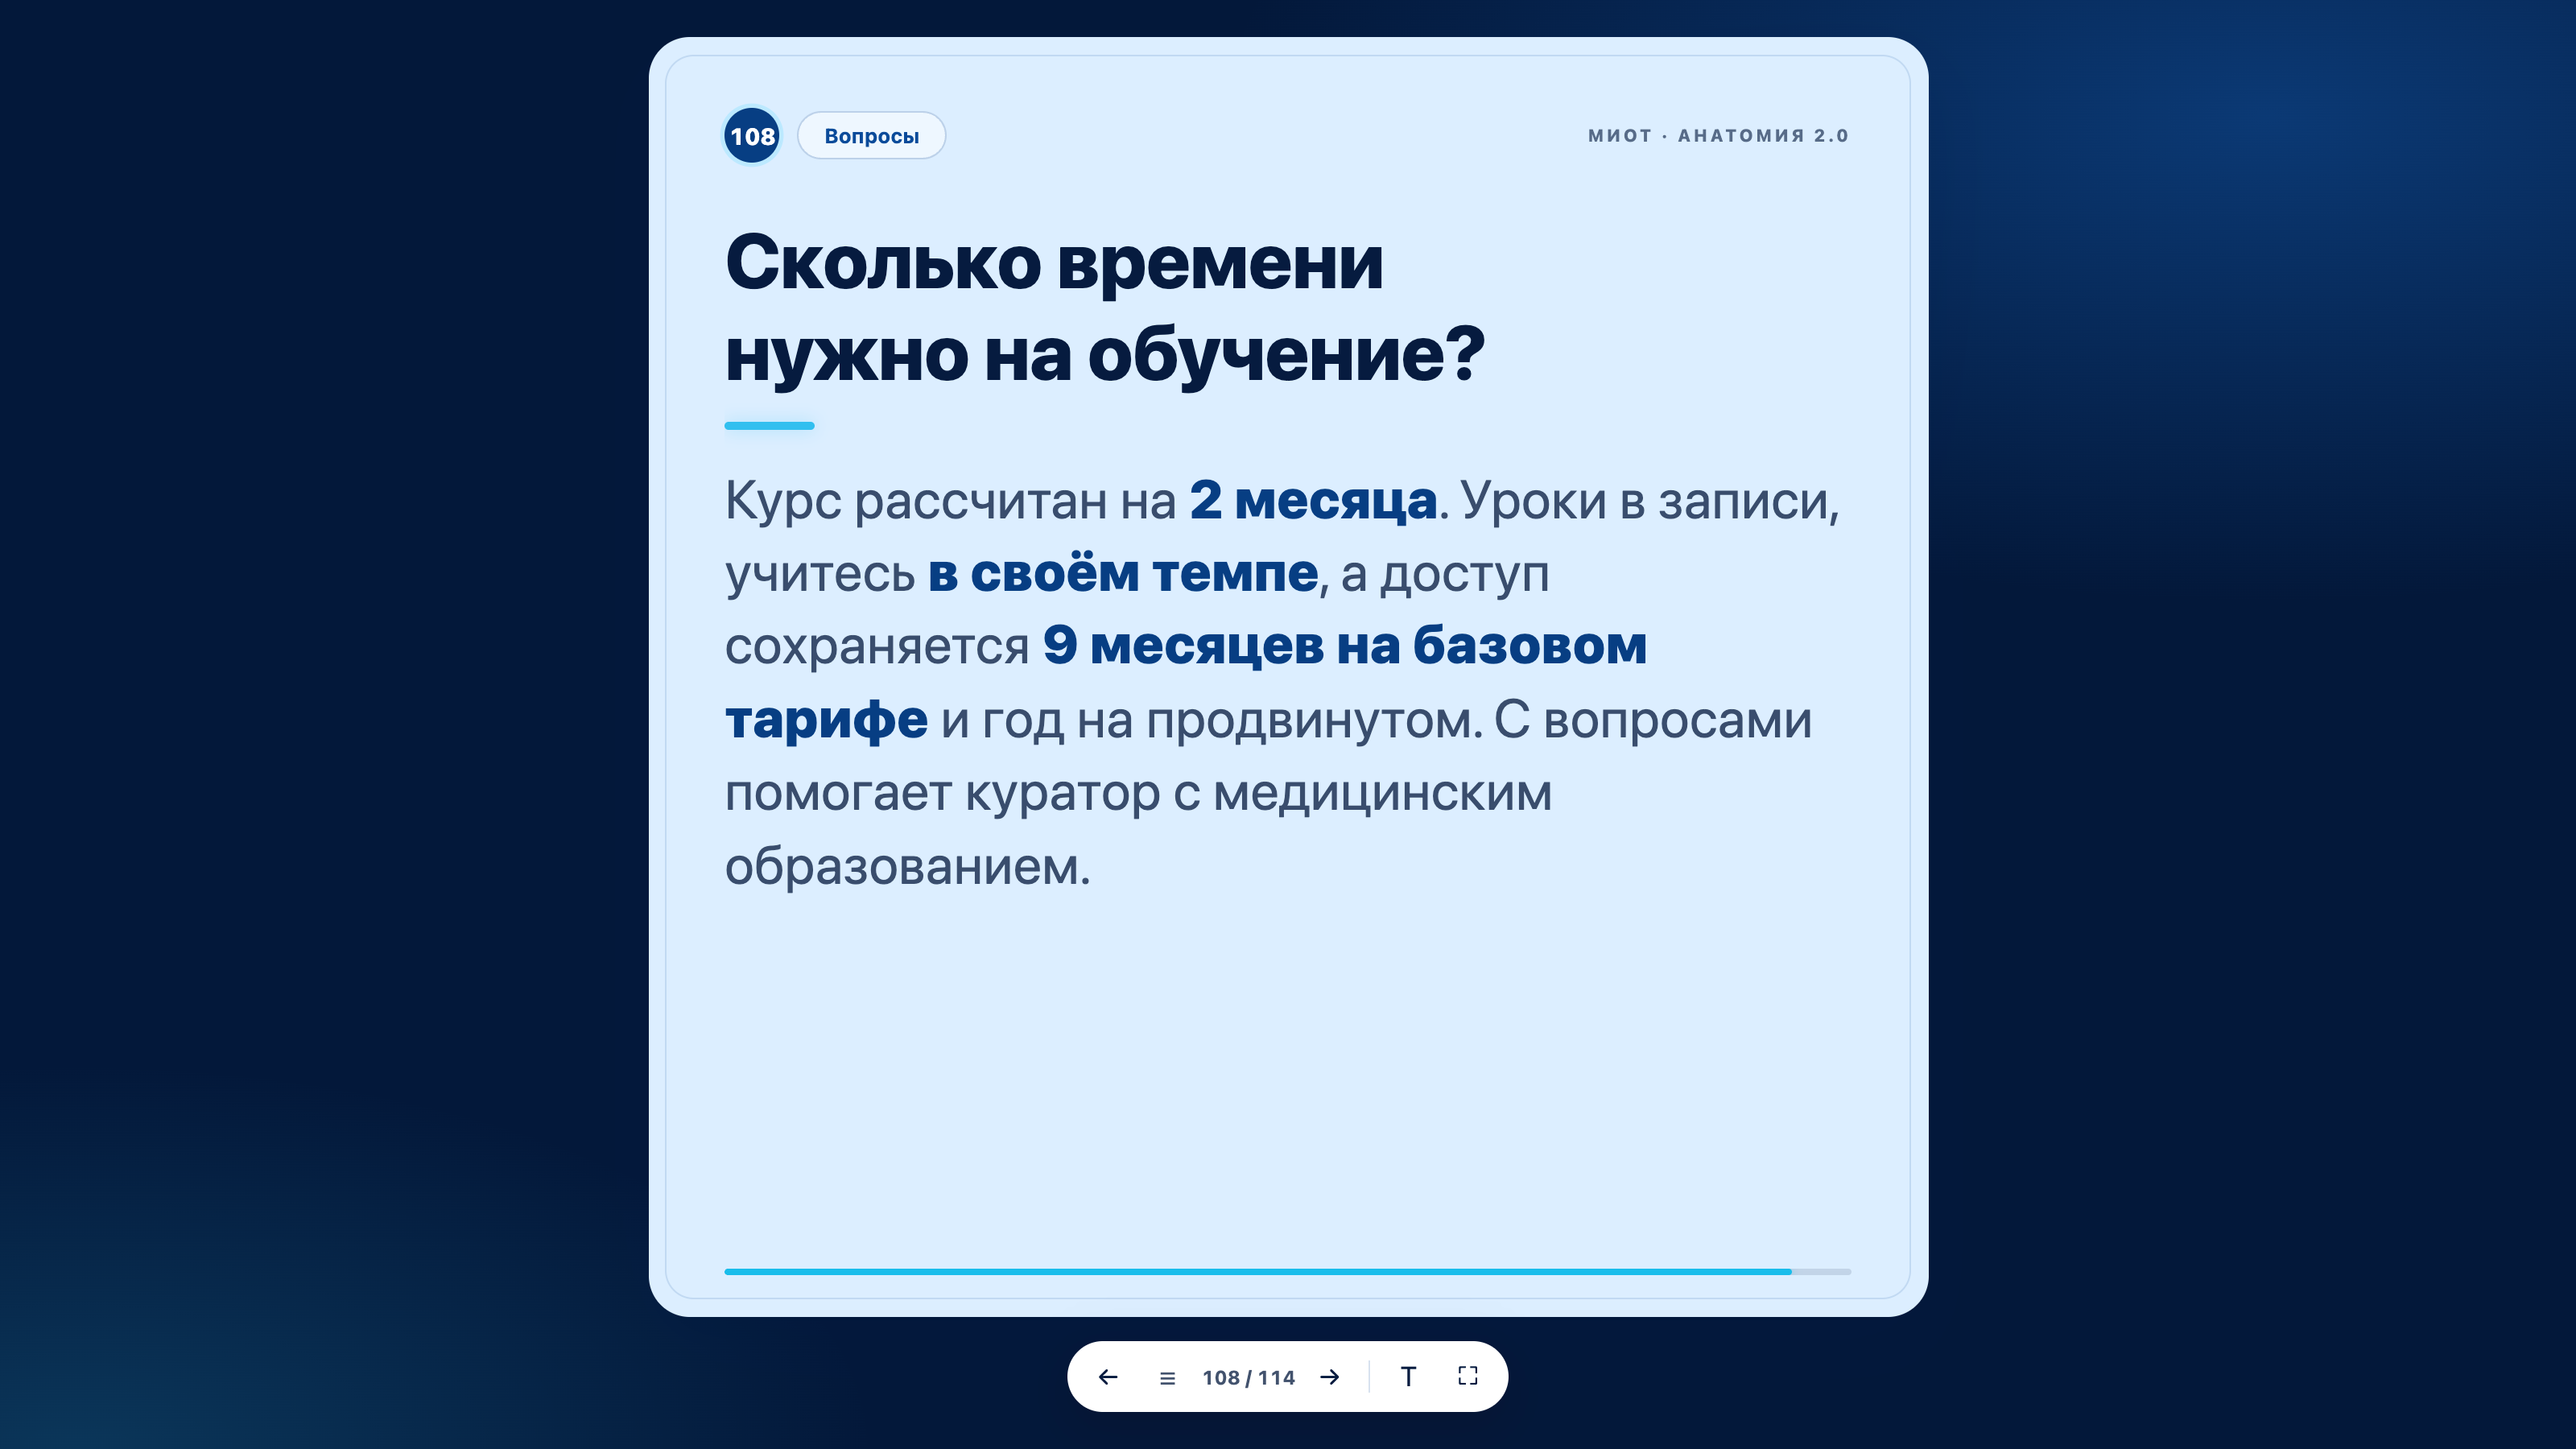 108
Вопросы
МИОТ · АНАТОМИЯ 2.0
Сколько времени
нужно на обучение?
Курс рассчитан на 2 месяца. Уроки в записи,
учитесь в своём темпе, а доступ
сохраняется 9 месяцев на базовом
тарифе и год на продвинутом. С вопросами
помогает куратор с медицинским
образованием.
108 / 114
T